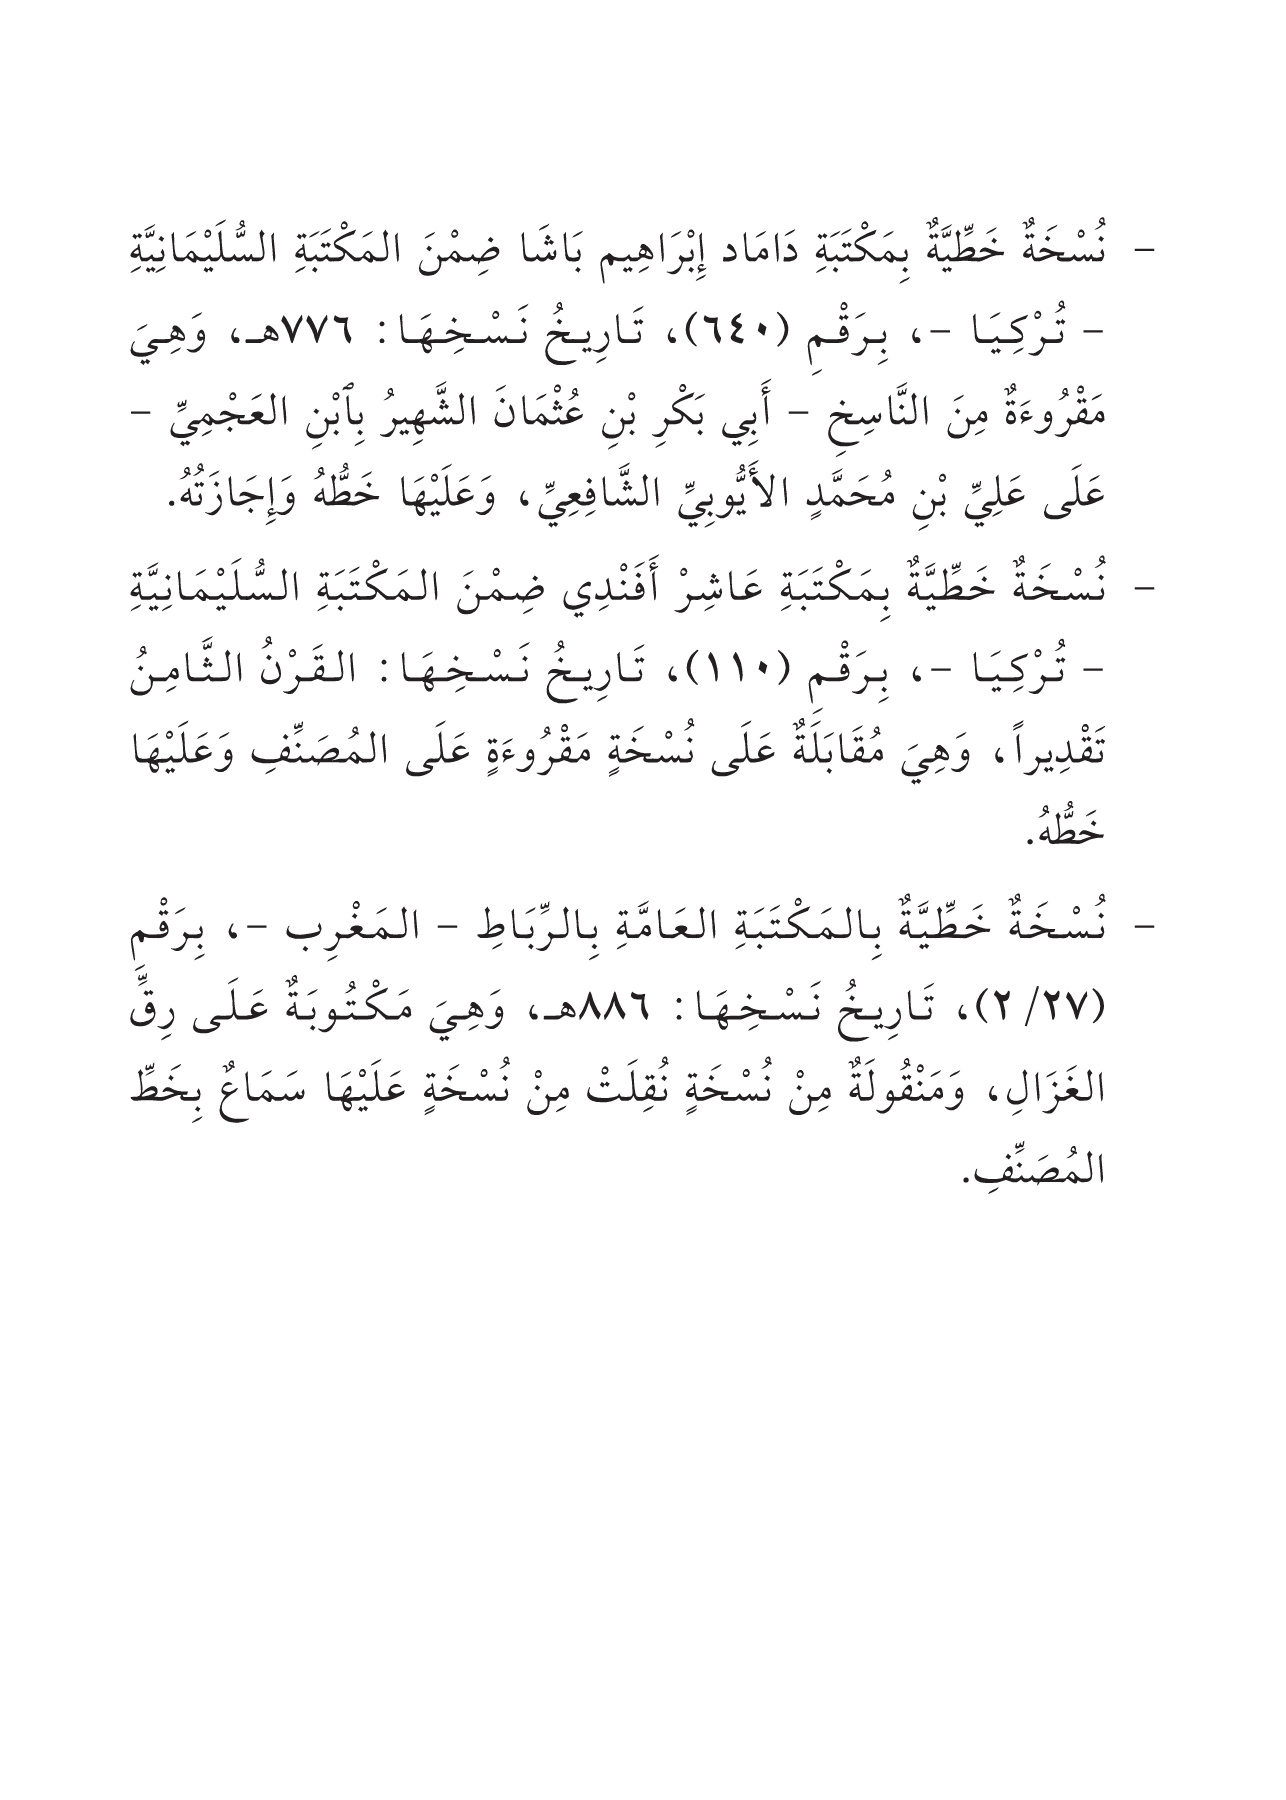 - نُسْخَةٌ خَطِّيَّةٌ بِمَكْتَبَةِ دَامَاد إِبْرَاهِيم بَاشَا ضِمْنَ المَكْتَبَةِ السُّلَيْمَانِيَّةِ
- تُرْكِيَا -، بِرَقْمِ (٦٤٠)، تَارِيخُ نَسْخِهَا: ٧٧٦هـ، وَهِيَ
مَقْرُوءَةٌ مِنَ النَّاسِخِ - أَبِي بَكْرِ بْنِ عُثْمَانَ الشَّهِيرُ بِٱبْنِ العَجْمِيِّ -
عَلَى عَلِيِّ بْنِ مُحَمَّدٍ الأَيُّوبِيِّ الشَّافِعِيِّ، وَعَلَيْهَا خَطُّهُ وَإِجَازَتُهُ.
- نُسْخَةٌ خَطِّيَّةٌ بِمَكْتَبَةِ عَاشِرْ أَفَنْدِي ضِمْنَ المَكْتَبَةِ السُّلَيْمَانِيَّةِ
- تُرْكِيَا -، بِرَقْمِ (١١٠)، تَارِيخُ نَسْخِهَا: القَرْنُ الثَّامِنُ
تَقْدِيراً، وَهِيَ مُقَابَلَةٌ عَلَى نُسْخَةٍ مَقْرُوءَةٍ عَلَى المُصَنِّفِ وَعَلَيْهَا
خَطُّهُ.
- نُسْخَةٌ خَطِّيَّةٌ بِالمَكْتَبَةِ العَامَّةِ بِالرِّبَاطِ - المَغْرِب -، بِرَقْمِ
(٢/٢٧)، تَارِيخُ نَسْخِهَا: ٨٨٦هـ، وَهِيَ مَكْتُوبَةٌ عَلَى رِقِّ
الغَزَالِ، وَمَنْقُولَةٌ مِنْ نُسْخَةٍ نُقِلَتْ مِنْ نُسْخَةٍ عَلَيْهَا سَمَاعٌ بِخَطِّ
المُصَنِّفِ.